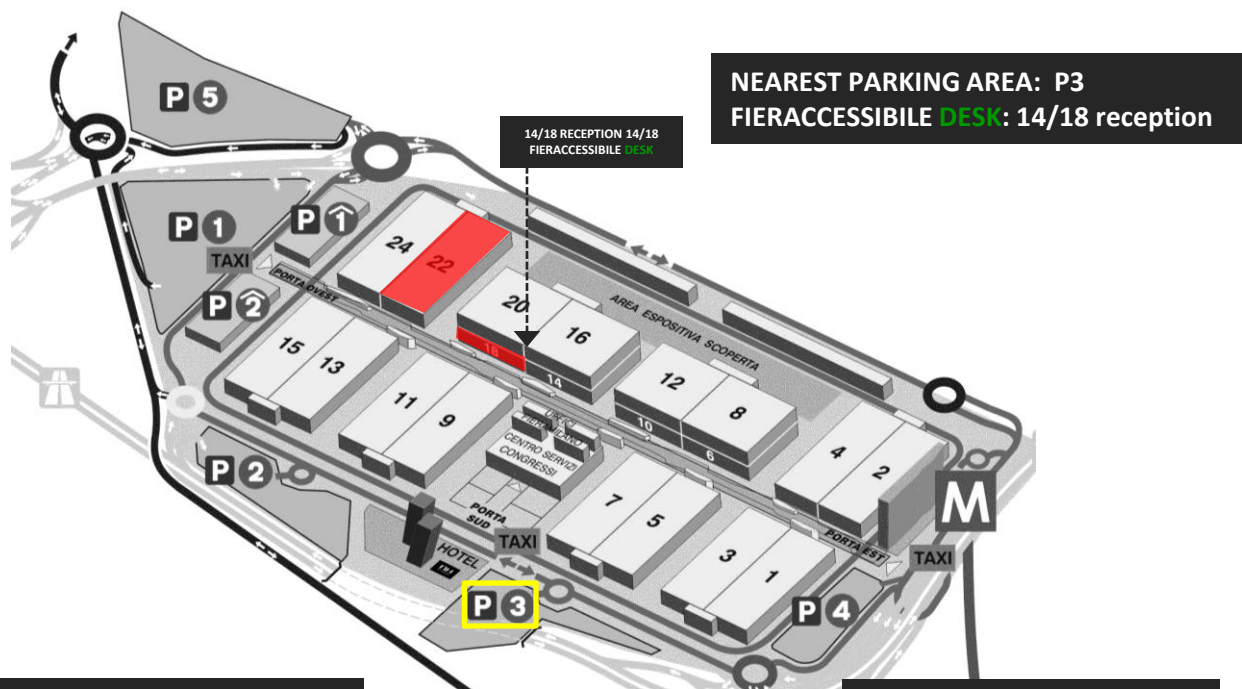 NEAREST PARKING AREA: P3
FIERACCESSIBILE DESK: 14/18 reception
14/18 RECEPTION 14/18
FIERACCESSIBILE DESK
P 5
P 1
P 1
TAXI
PORTA OVEST
P 2
24
22
20
18
16
14
AREA ESPOSITIVA SCOPERTA
15
13
11
9
12
10
8
6
4
2
UFFICI
FIERA MILANO
CENTRO SERVIZI
CONGRESSI
P 2
PORTA
SUD
TAXI
HOTEL
7
5
3
1
PORTA EST
M
TAXI
P 3
P 4